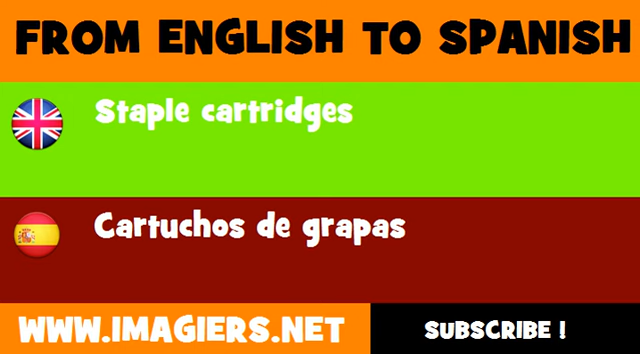 FROM ENGLISH TO SPANISH
Staple cartridges
Cartuchos de grapas
WWW.IMAGIERS.NET
SUBSCRIBE !